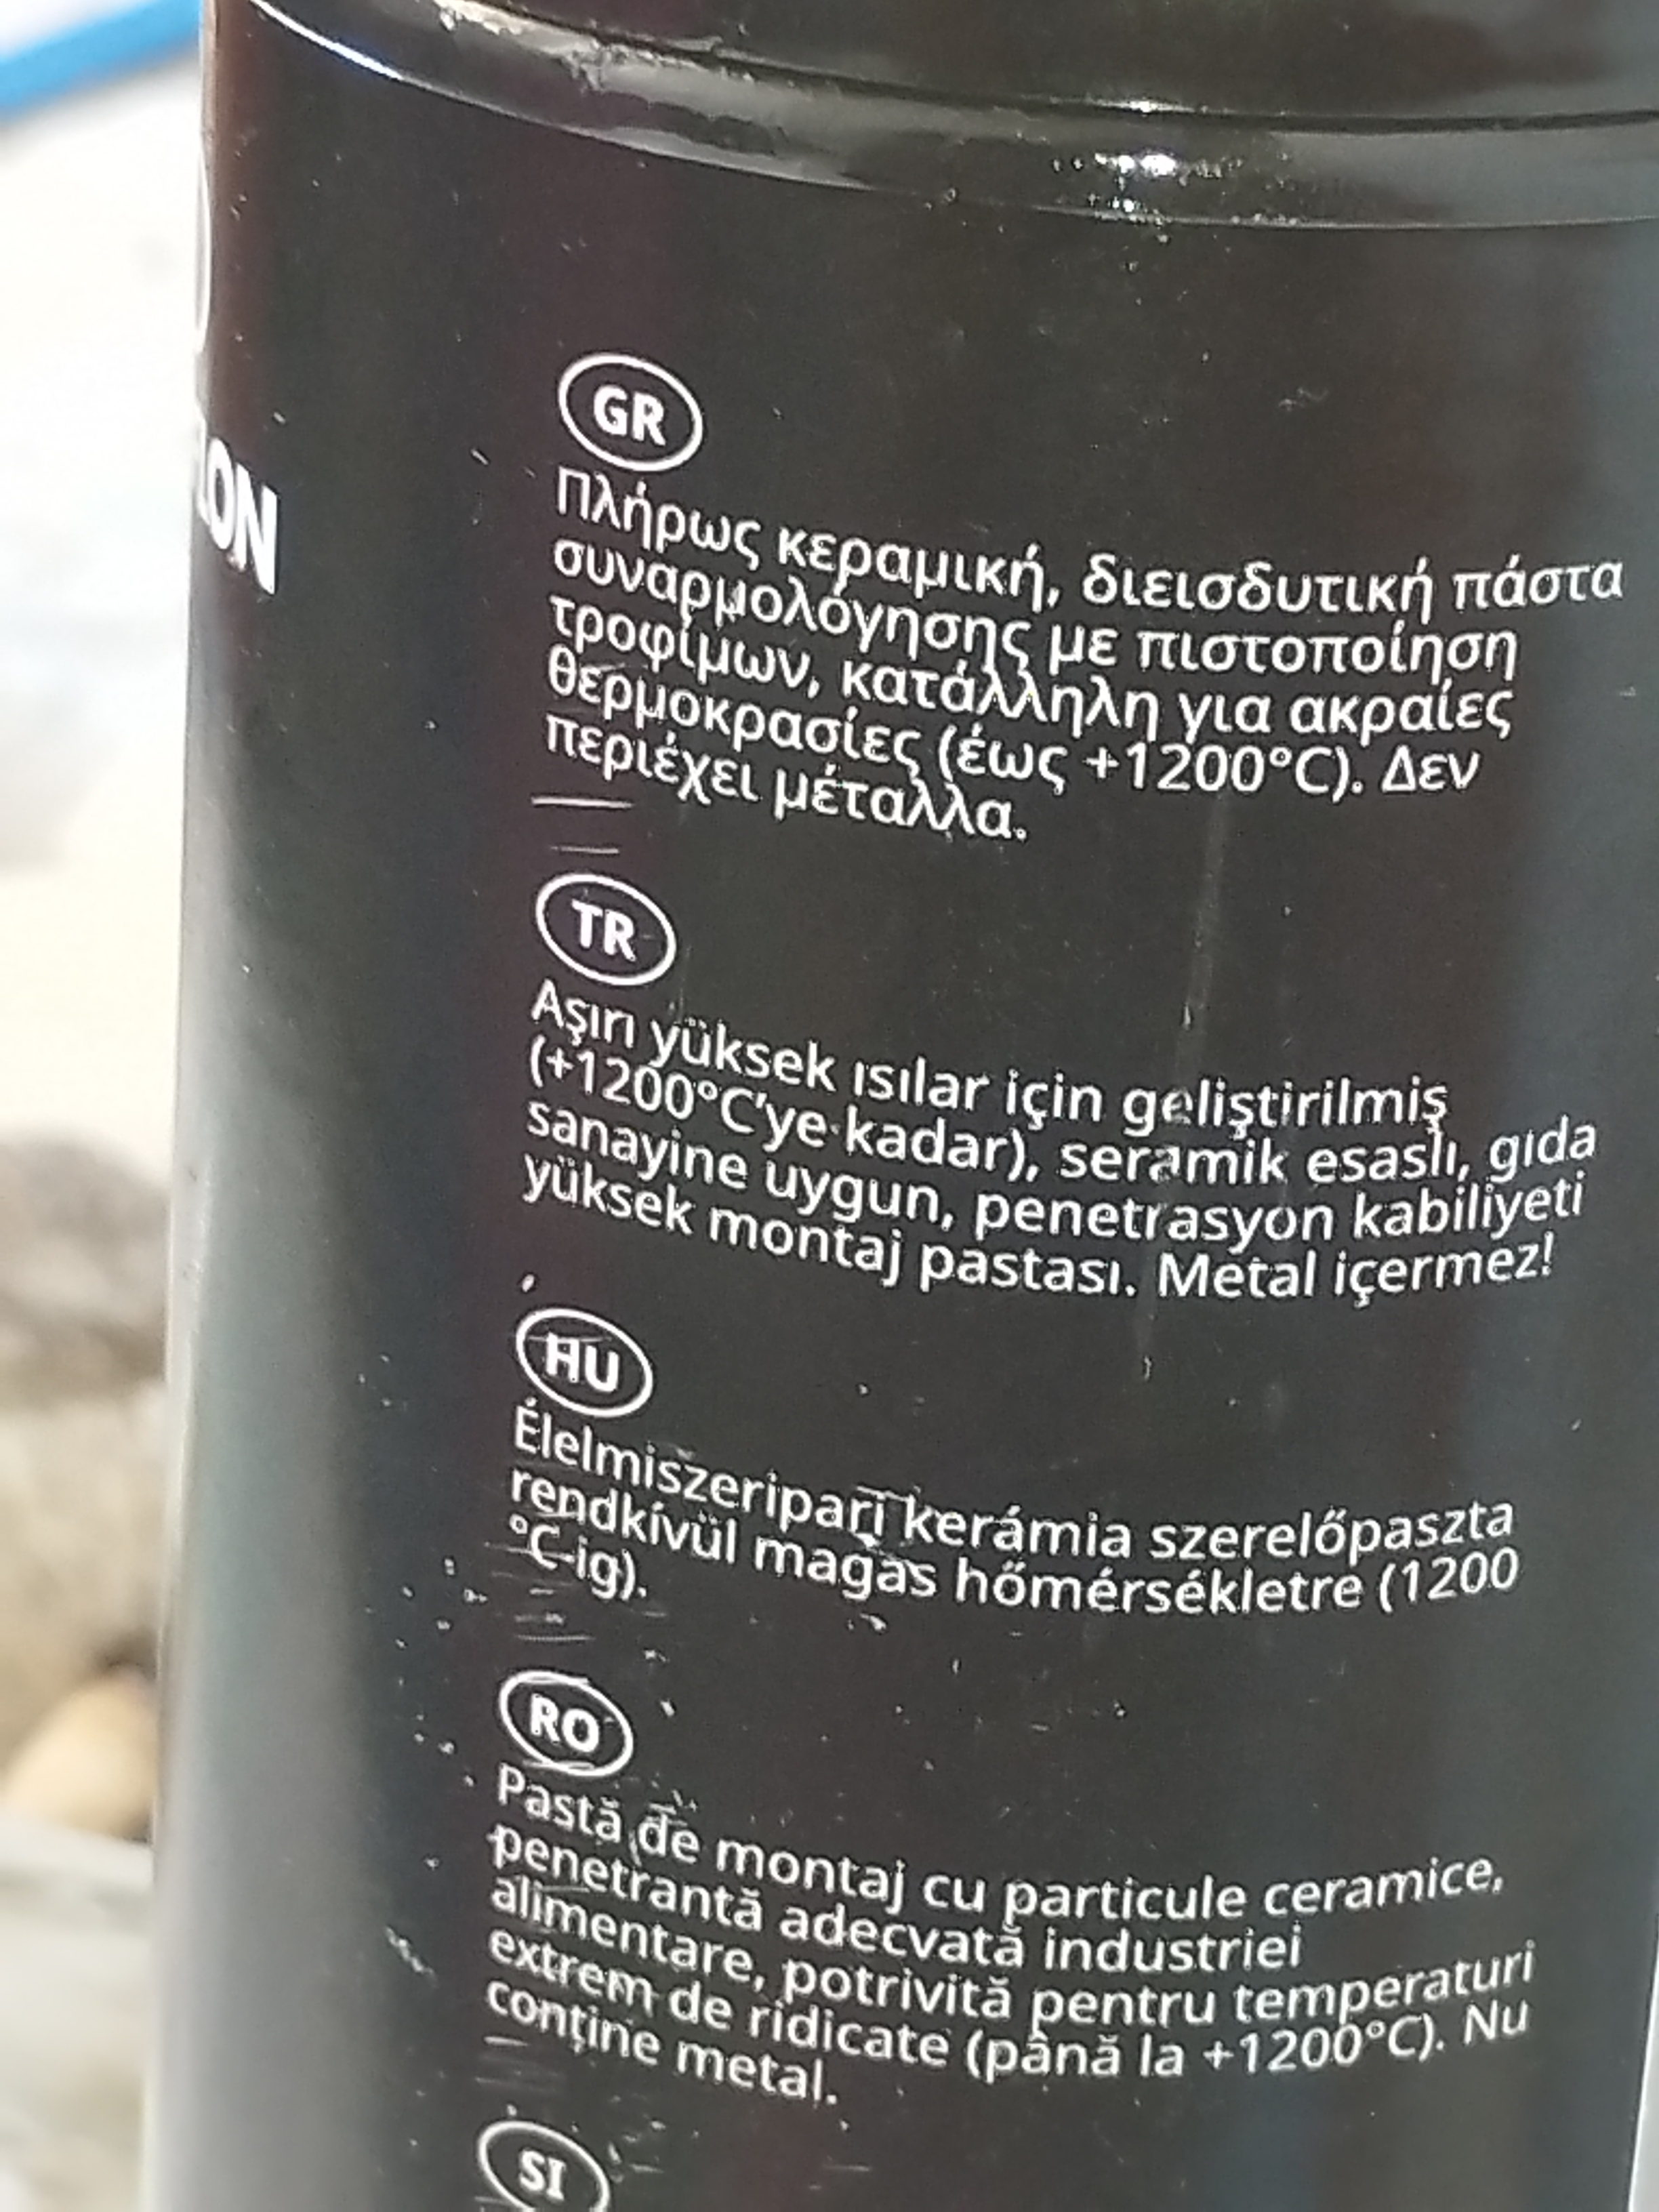 GR
Πλήρως κεραμική, διεισδυτική πάστα
συναρμολόγησης με πιστοποίηση
τροφίμων, κατάλληλη για ακραίες
θερμοκρασίες (έως +1200°C). Δεν
περιέχει μέταλλα.
TR
Aşırı yüksek ısılar için geliştirilmiş
(+1200°C'ye kadar), seramik esaslı, gıda
sanayine uygun, penetrasyon kabiliyeti
yüksek montaj pastası. Metal içermez!
HU
Élelmiszeripari kerámia szerelőpaszta
rendkívül magas hőmérsékletre (1200
°C-ig).
RO
Pastă de montaj cu particule ceramice,
penetrantă adecvată industriei
alimentare, potrivită pentru temperaturi
extrem de ridicate (până la +1200°C). Nu
conține metal.
SI